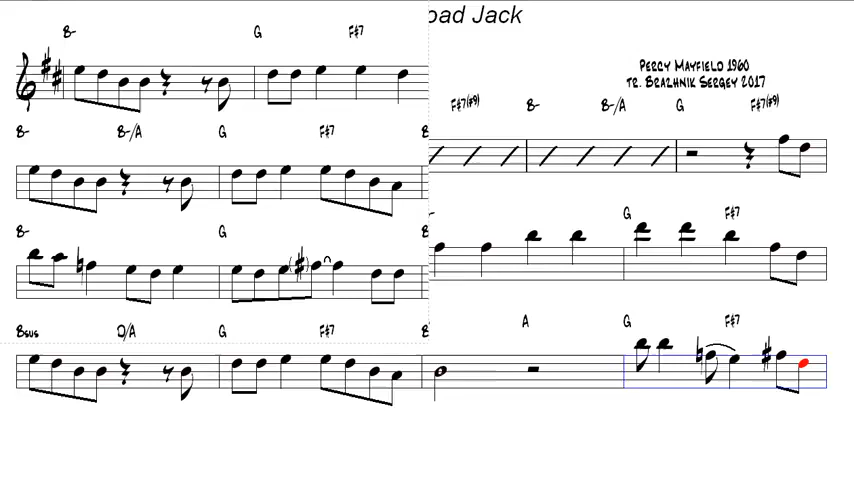 oad Jack
Percy Mayfield 1960
tr. Brazhnik Sergey 2017
B- G F#7
F#7(#9) B- B-/A G F#7(#9)
B- B-/A G F#7 B
G F#7
B- G B
A G F#7
Bsus D/A G F#7 B